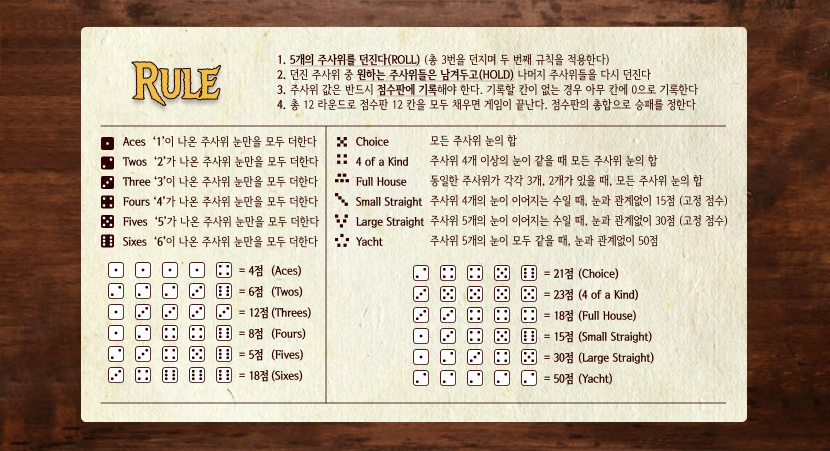 RULE
1. 5개의 주사위를 던진다(ROLL) (총 3번을 던지며 두 번째 규칙을 적용한다)
2. 던진 주사위 중 원하는 주사위들은 남겨두고(HOLD) 나머지 주사위들을 다시 던진다
3. 주사위 값은 반드시 점수판에 기록해야 한다. 기록할 칸이 없는 경우 아무 칸에 0으로 기록한다
4. 총 12 라운드로 점수판 12 칸을 모두 채우면 게임이 끝난다. 점수판의 총합으로 승패를 정한다
Aces ‘1’이 나온 주사위 눈만을 모두 더한다
Twos ‘2’가 나온 주사위 눈만을 모두 더한다
Three ‘3’이 나온 주사위 눈만을 모두 더한다
Fours ‘4’가 나온 주사위 눈만을 모두 더한다
Fives ‘5’가 나온 주사위 눈만을 모두 더한다
Sixes ‘6’이 나온 주사위 눈만을 모두 더한다
= 4점 (Aces)
= 6점 (Twos)
= 12점 (Threes)
= 8점 (Fours)
= 5점 (Fives)
= 18점 (Sixes)
Choice 모든 주사위 눈의 합
4 of a Kind 주사위 4개 이상의 눈이 같을 때 모든 주사위 눈의 합
Full House 동일한 주사위가 각각 3개, 2개가 있을 때, 모든 주사위 눈의 합
Small Straight 주사위 4개의 눈이 이어지는 수일 때, 눈과 관계없이 15점 (고정 점수)
Large Straight 주사위 5개의 눈이 이어지는 수일 때, 눈과 관계없이 30점 (고정 점수)
Yacht 주사위 5개의 눈이 모두 같을 때, 눈과 관계없이 50점
= 21점 (Choice)
= 23점 (4 of a Kind)
= 18점 (Full House)
= 15점 (Small Straight)
= 30점 (Large Straight)
= 50점 (Yacht)